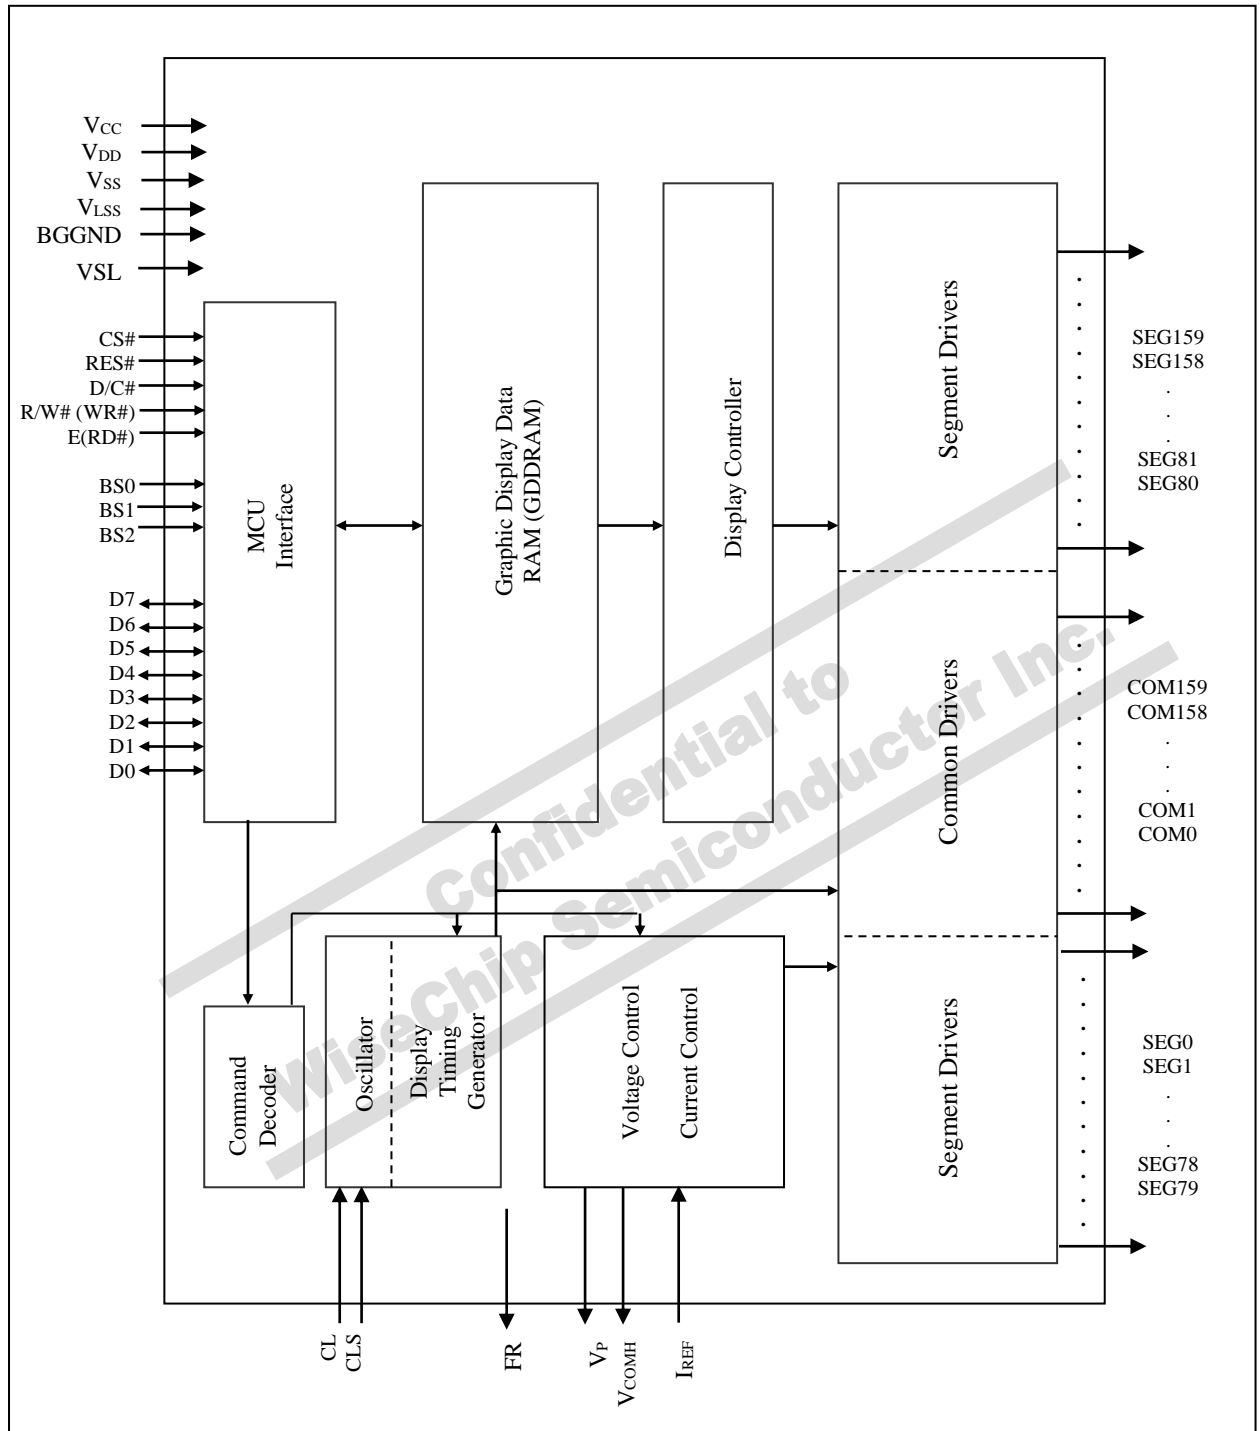 VCC
VDD
VSS
VLSS
BGGND
VSL
CS#
RES#
D/C#
R/W# (WR#)
E(RD#)
BS0
BS1
BS2
D7
D6
D5
D4
D3
D2
D1
D0
MCU
Interface
Graphic Display Data
RAM (GDDRAM)
Display Controller
Segment Drivers
Common Drivers
Segment Drivers
SEG159
SEG158
.
.
.
SEG81
SEG80
COM159
COM158
.
.
.
COM1
COM0
SEG0
SEG1
.
.
.
SEG78
SEG79
Command
Decoder
Oscillator
Display
Timing
Generator
Voltage Control
Current Control
CL
CLS
FR
VP
VCOMH
IREF
Confidential to
WiseChip Semiconductor Inc.